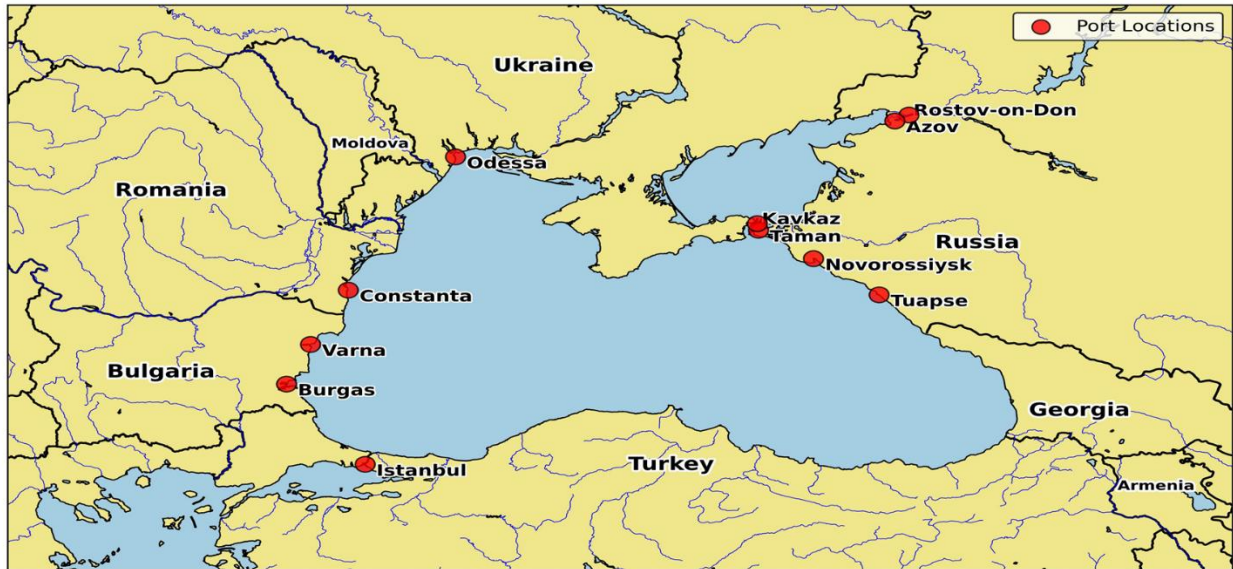 Port Locations
Ukraine
Rostov-on-Don
Azov
Moldova
Odessa
Romania
Kavkaz
Taman
Russia
Novorossiysk
Constanta
Tuapse
Varna
Bulgaria
Burgas
Georgia
Istanbul
Turkey
Armenia